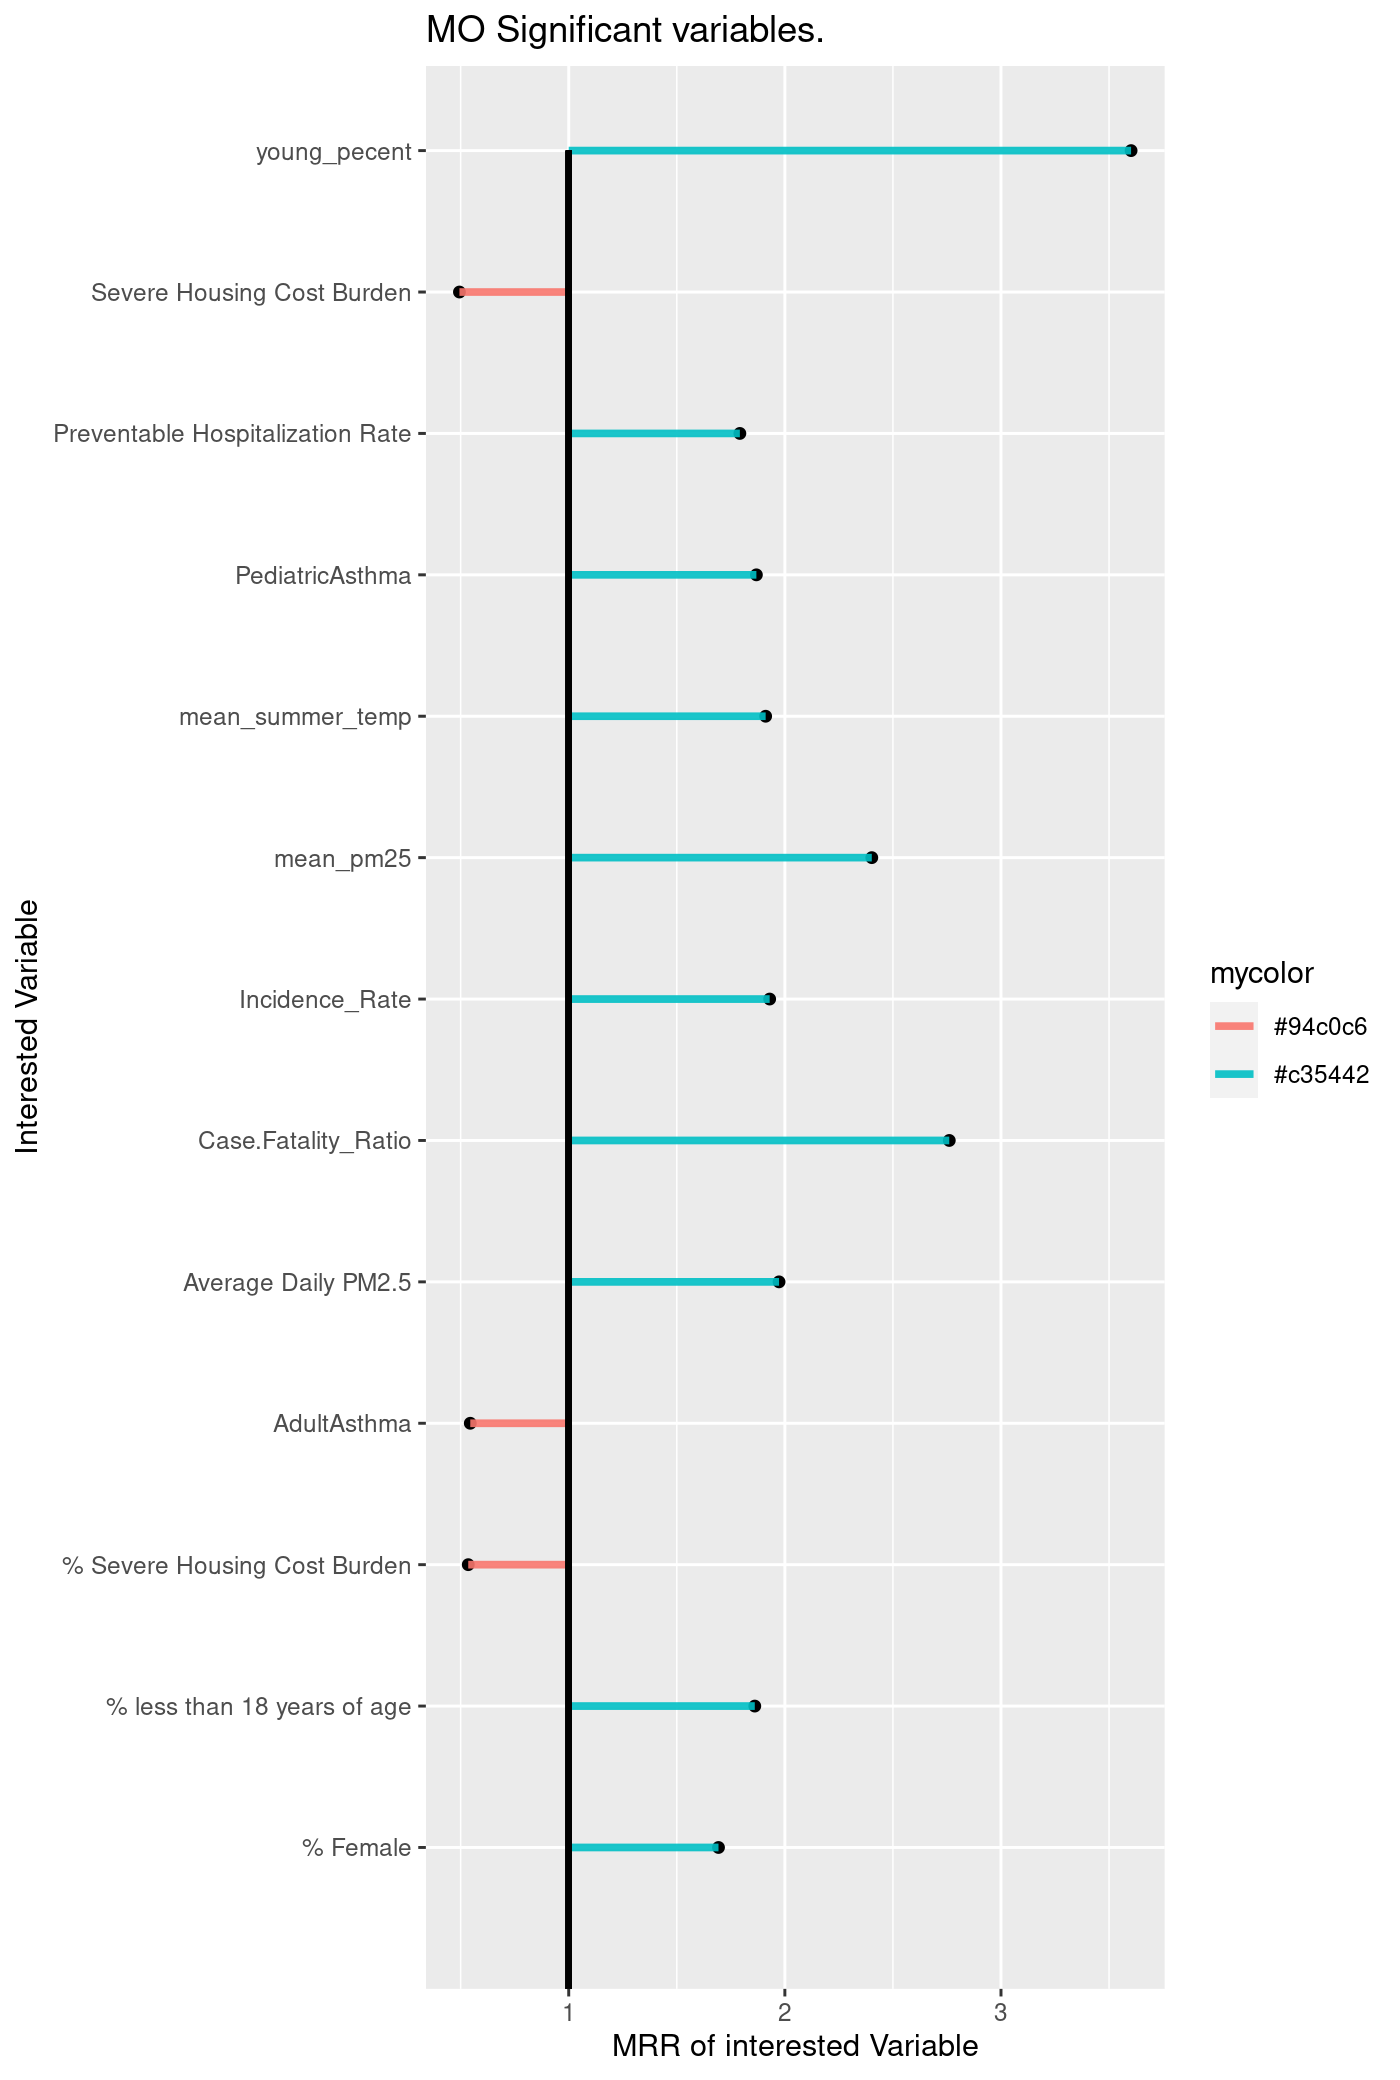 MO Significant variables.
young_pecent
Severe Housing Cost Burden
Preventable Hospitalization Rate
PediatricAsthma
mean_summer_temp
mean_pm25
Incidence_Rate
Case.Fatality_Ratio
Average Daily PM2.5
AdultAsthma
% Severe Housing Cost Burden
% less than 18 years of age
% Female
Interested Variable
1
2
3
MRR of interested Variable
mycolor
#94c0c6
#c35442